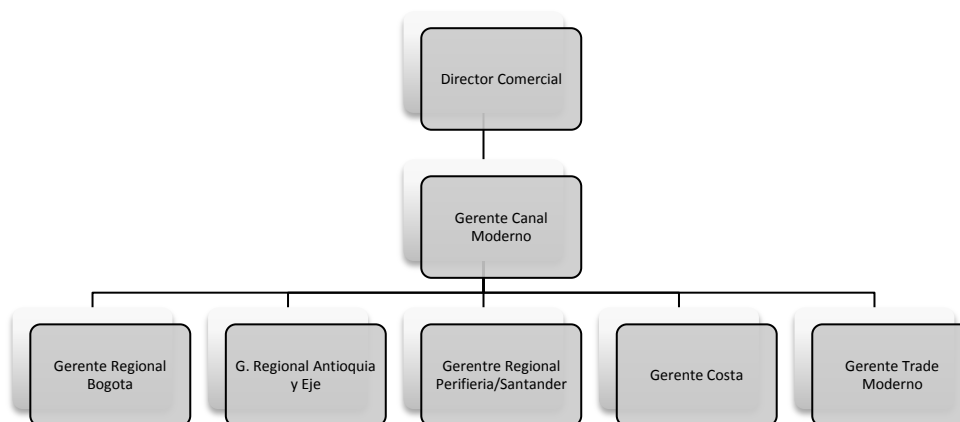 Director Comercial
Gerente Canal
Moderno
Gerente Regional
Bogota
G. Regional Antioquia
y Eje
Gerentre Regional
Perifieria/Santander
Gerente Costa
Gerente Trade
Moderno